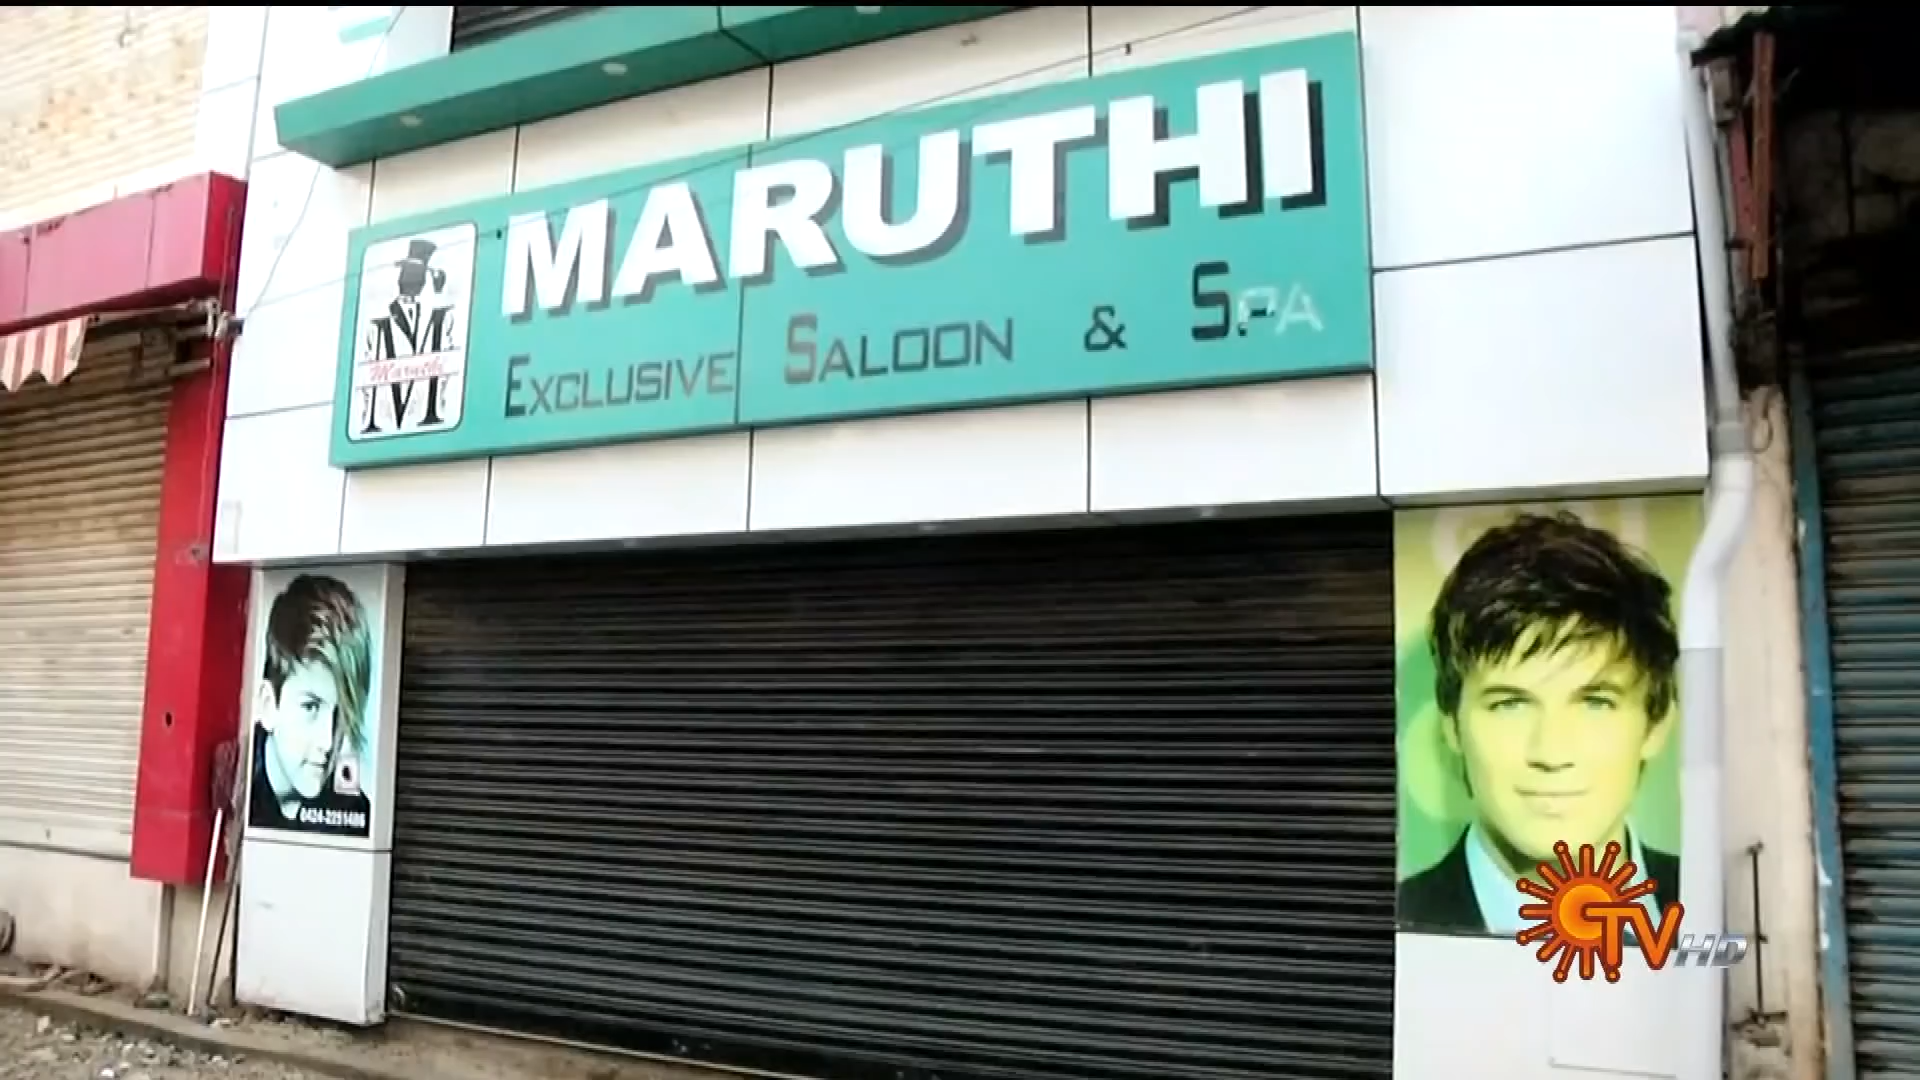 MARUTHI
EXCLUSIVE SALOON & SPA
M
Maruthi
0424-2251486
TV HD